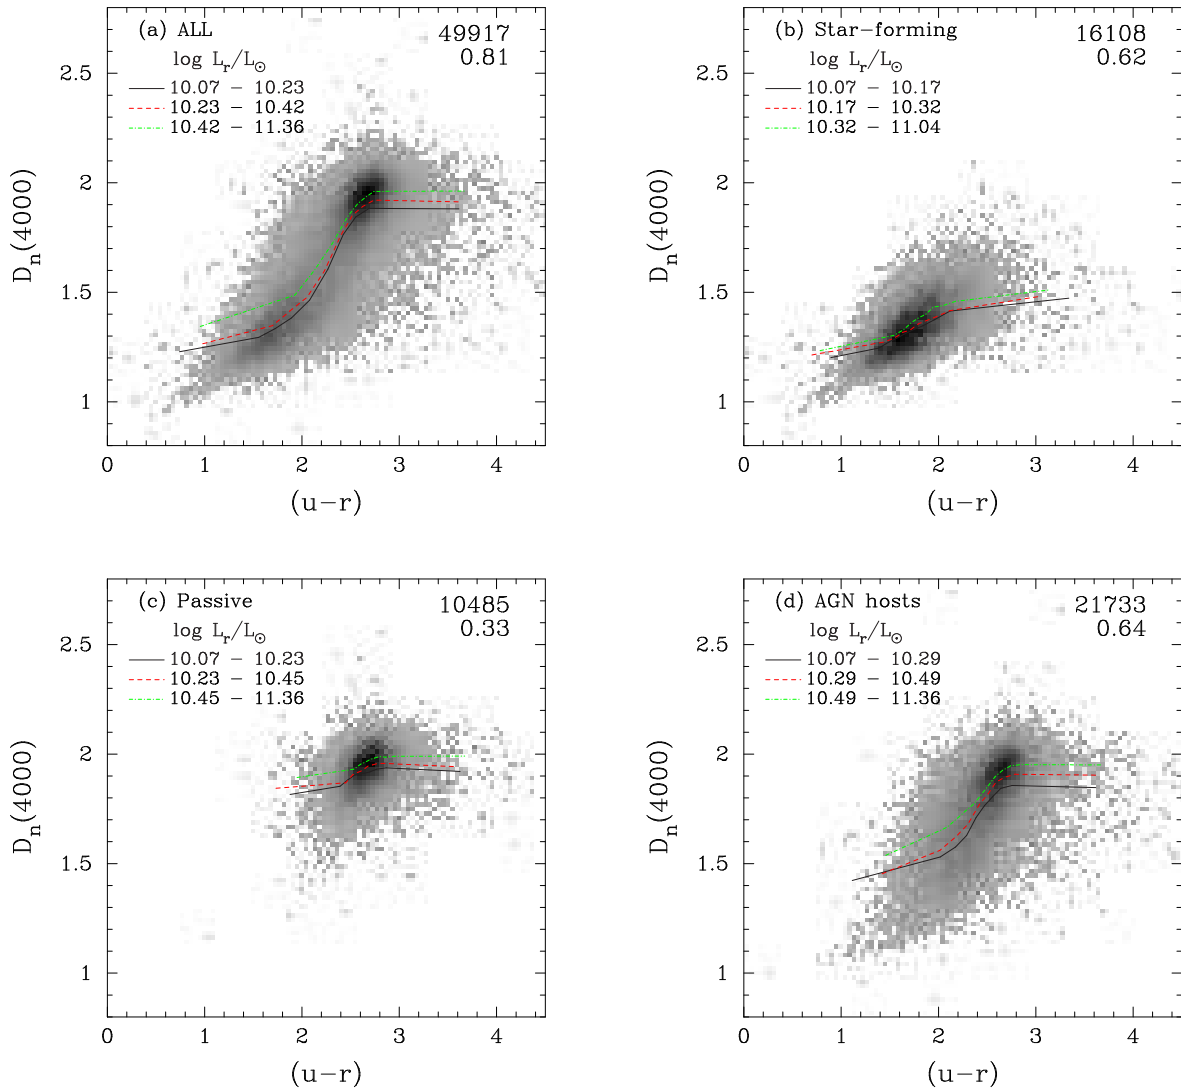 (a) ALL
49917
0.81
log L_r/L_⊙
10.07 − 10.23
10.23 − 10.42
10.42 − 11.36
D_n(4000)
2.5
2
1.5
1
0 1 2 3 4
(u−r)
(b) Star−forming
16108
0.62
log L_r/L_⊙
10.07 − 10.17
10.17 − 10.32
10.32 − 11.04
D_n(4000)
2.5
2
1.5
1
0 1 2 3 4
(u−r)
(c) Passive
10485
0.33
log L_r/L_⊙
10.07 − 10.23
10.23 − 10.45
10.45 − 11.36
D_n(4000)
2.5
2
1.5
1
0 1 2 3 4
(u−r)
(d) AGN hosts
21733
0.64
log L_r/L_⊙
10.07 − 10.29
10.29 − 10.49
10.49 − 11.36
D_n(4000)
2.5
2
1.5
1
0 1 2 3 4
(u−r)